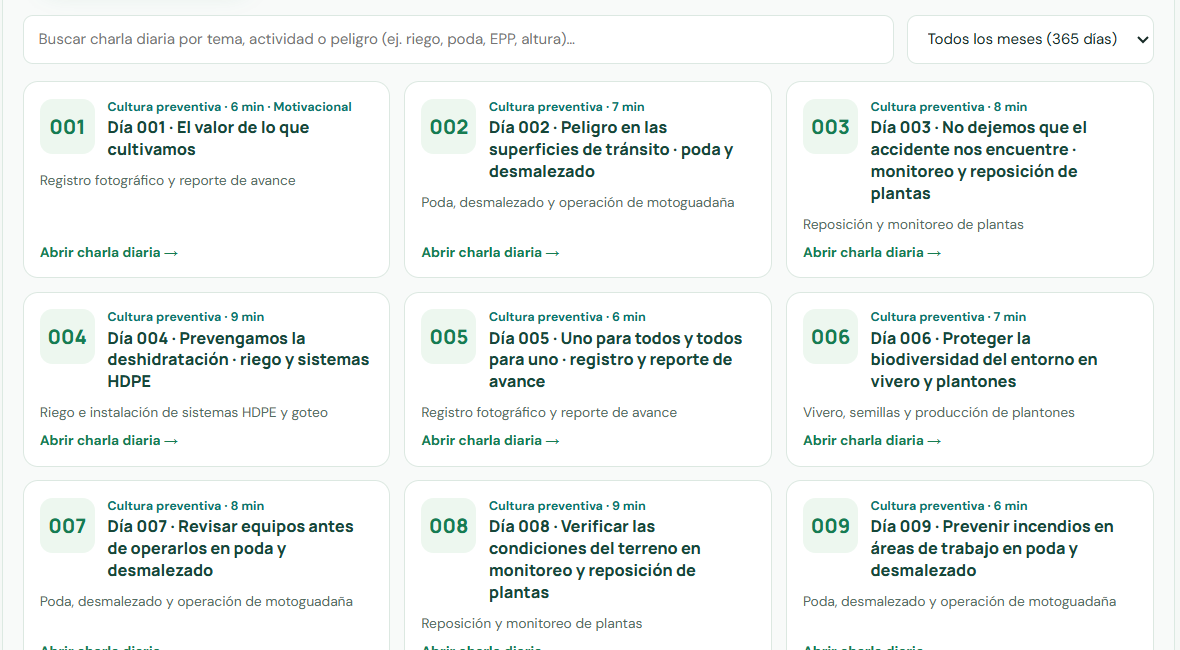 Buscar charla diaria por tema, actividad o peligro (ej. riego, poda, EPP, altura)...
Todos los meses (365 días)
001
Cultura preventiva · 6 min · Motivacional
Día 001 · El valor de lo que
cultivamos
Registro fotográfico y reporte de avance
Abrir charla diaria →
002
Cultura preventiva · 7 min
Día 002 · Peligro en las
superficies de tránsito · poda y
desmalezado
Poda, desmalezado y operación de motoguadaña
Abrir charla diaria →
003
Cultura preventiva · 8 min
Día 003 · No dejemos que el
accidente nos encuentre ·
monitoreo y reposición de
plantas
Reposición y monitoreo de plantas
Abrir charla diaria →
004
Cultura preventiva · 9 min
Día 004 · Prevengamos la
deshidratación · riego y sistemas
HDPE
Riego e instalación de sistemas HDPE y goteo
Abrir charla diaria →
005
Cultura preventiva · 6 min
Día 005 · Uno para todos y todos
para uno · registro y reporte de
avance
Registro fotográfico y reporte de avance
Abrir charla diaria →
006
Cultura preventiva · 7 min
Día 006 · Proteger la
biodiversidad del entorno en
vivero y plantones
Vivero, semillas y producción de plantones
Abrir charla diaria →
007
Cultura preventiva · 8 min
Día 007 · Revisar equipos antes
de operarlos en poda y
desmalezado
Poda, desmalezado y operación de motoguadaña
Abrir charla diaria
008
Cultura preventiva · 9 min
Día 008 · Verificar las
condiciones del terreno en
monitoreo y reposición de
plantas
Reposición y monitoreo de plantas
Abrir charla diaria
009
Cultura preventiva · 6 min
Día 009 · Prevenir incendios en
áreas de trabajo en poda y
desmalezado
Poda, desmalezado y operación de motoguadaña
Abrir charla diaria